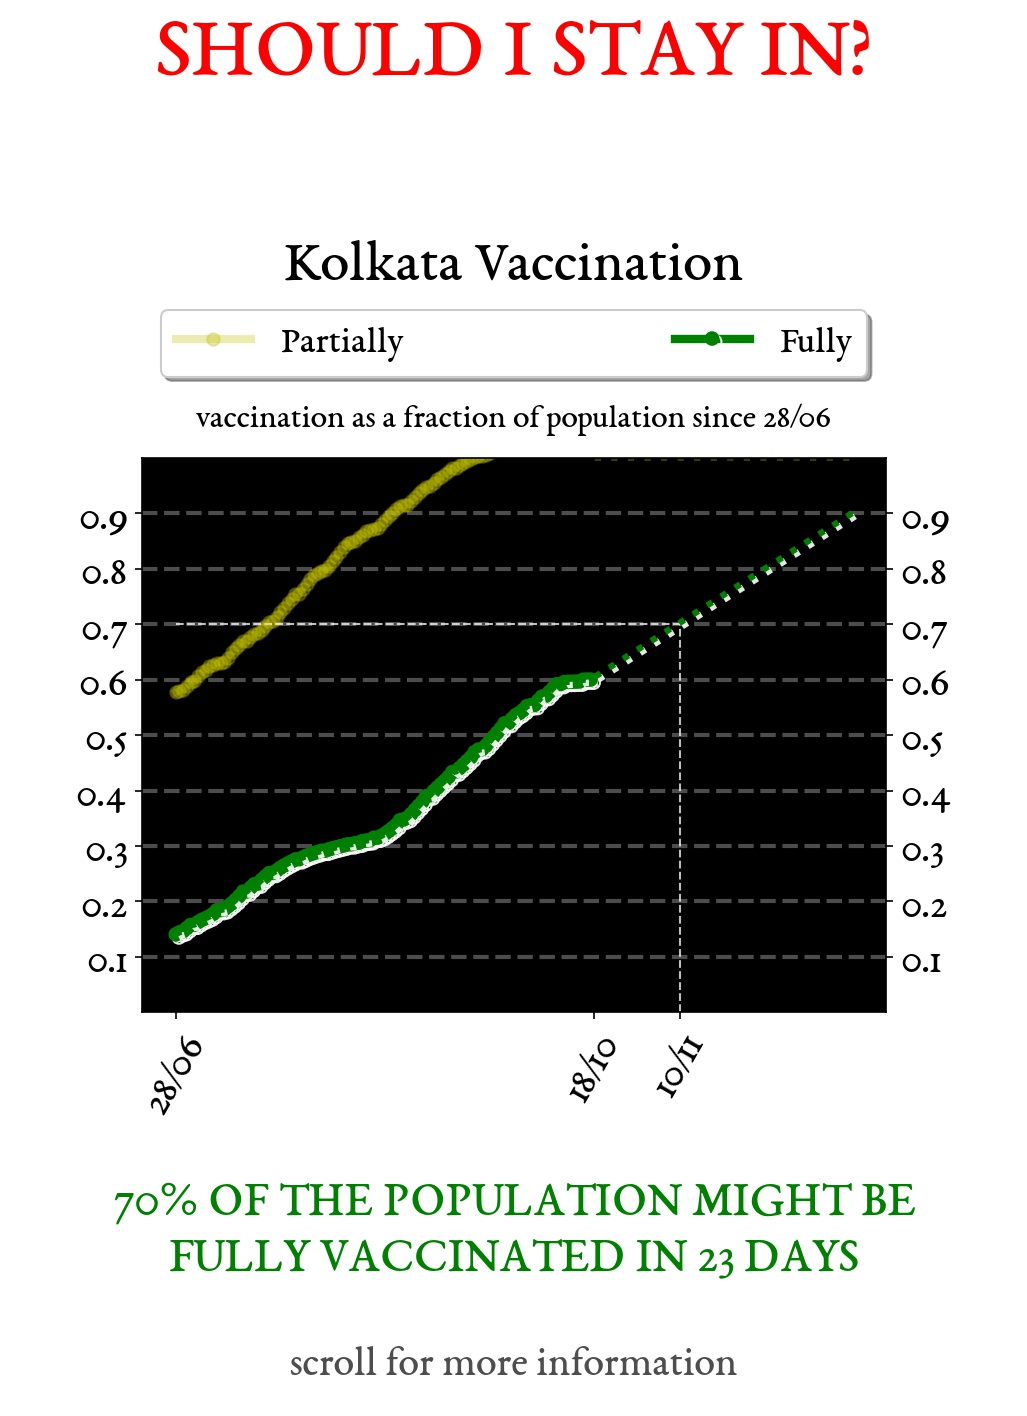 SHOULD I STAY IN?
Kolkata Vaccination
Partially Fully
vaccination as a fraction of population since 28/06
0.9 0.9
0.8 0.8
0.7 0.7
0.6 0.6
0.5 0.5
0.4 0.4
0.3 0.3
0.2 0.2
0.1 0.1
28/06 18/10 10/11
70% OF THE POPULATION MIGHT BE
FULLY VACCINATED IN 23 DAYS
scroll for more information